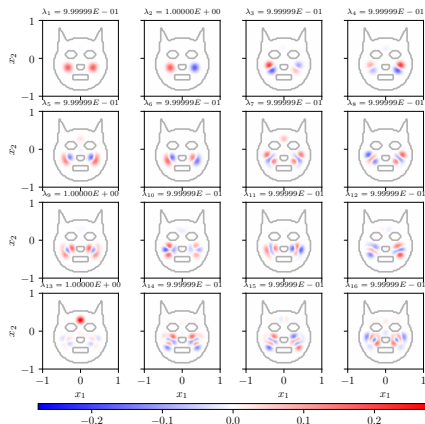 λ₁ = 9.99999E − 01 λ₂ = 1.00000E + 00 λ₃ = 9.99999E − 01 λ₄ = 9.99999E − 01
1
x₂
0
−1
λ₅ = 9.99999E − 01 λ₆ = 9.99999E − 01 λ₇ = 9.99999E − 01 λ₈ = 9.99999E − 01
1
x₂
0
−1
λ₉ = 1.00000E + 00 λ₁₀ = 9.99999E − 01 λ₁₁ = 9.99999E − 01 λ₁₂ = 9.99999E − 01
1
x₂
0
−1
λ₁₃ = 1.00000E + 00 λ₁₄ = 9.99999E − 01 λ₁₅ = 9.99999E − 01 λ₁₆ = 9.99999E − 01
1
x₂
0
−1
−1 0 1 −1 0 1 −1 0 1 −1 0 1
x₁ x₁ x₁ x₁
−0.2 −0.1 0.0 0.1 0.2